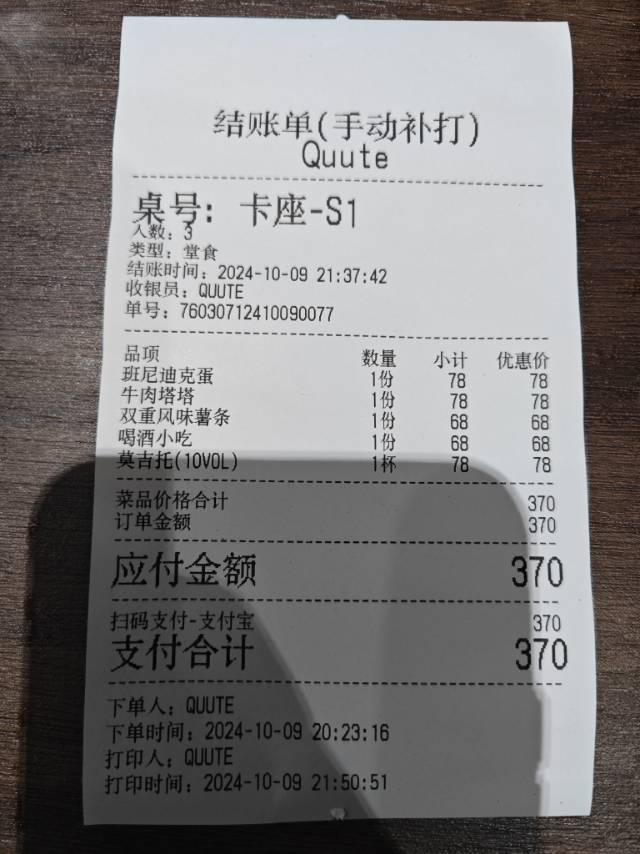 结账单(手动补打)
Quute
桌号: 卡座-S1
人数: 3
类型: 堂食
结账时间: 2024-10-09 21:37:42
收银员: QUUTE
单号: 76030712410090077
品项 数量 小计 优惠价
班尼迪克蛋 1份 78 78
牛肉塔塔 1份 78 78
双重风味薯条 1份 68 68
喝酒小吃 1份 68 68
莫吉托(10VOL) 1杯 78 78
菜品价格合计 370
订单金额 370
应付金额 370
扫码支付-支付宝 370
支付合计 370
下单人: QUUTE
下单时间: 2024-10-09 20:23:16
打印人: QUUTE
打印时间: 2024-10-09 21:50:51